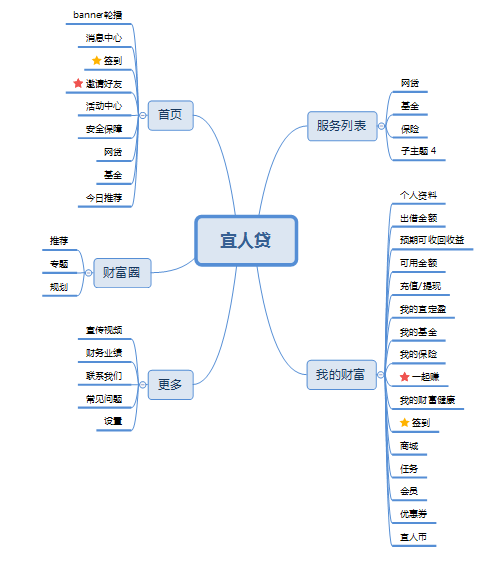 宜人贷
首页
banner轮播
消息中心
签到
邀请好友
活动中心
安全保障
网贷
基金
今日推荐
财富圈
推荐
专题
规划
更多
宣传视频
财务业绩
联系我们
常见问题
设置
服务列表
网贷
基金
保险
子主题 4
我的财富
个人资料
出借金额
预期可收回收益
可用金额
充值/提现
我的宜定盈
我的基金
我的保险
一起赚
我的财富健康
签到
商城
任务
会员
优惠券
宜人币